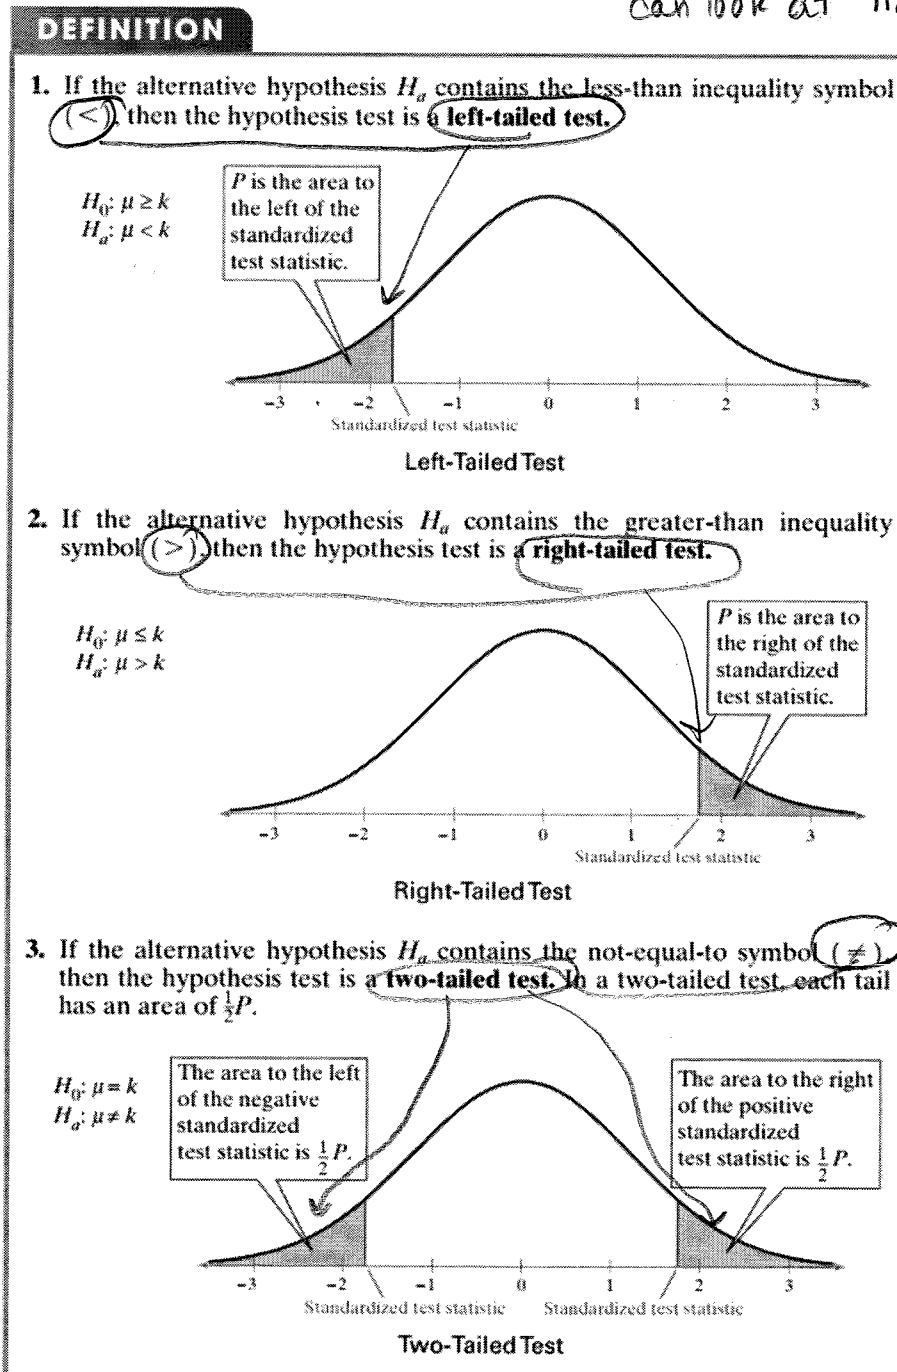 can look at
DEFINITION
1. If the alternative hypothesis Hₐ contains the less-than inequality symbol
(<), then the hypothesis test is a left-tailed test.
H₀: μ ≥ k
Hₐ: μ < k
P is the area to
the left of the
standardized
test statistic.
-3 -2 -1 0 1 2 3
Standardized test statistic
Left-Tailed Test
2. If the alternative hypothesis Hₐ contains the greater-than inequality
symbol (>), then the hypothesis test is a right-tailed test.
H₀: μ ≤ k
Hₐ: μ > k
P is the area to
the right of the
standardized
test statistic.
-3 -2 -1 0 1 2 3
Standardized test statistic
Right-Tailed Test
3. If the alternative hypothesis Hₐ contains the not-equal-to symbol (≠),
then the hypothesis test is a two-tailed test. In a two-tailed test, each tail
has an area of ½P.
H₀: μ = k
Hₐ: μ ≠ k
The area to the left
of the negative
standardized
test statistic is ½ P.
The area to the right
of the positive
standardized
test statistic is ½ P.
-3 -2 -1 0 1 2 3
Standardized test statistic Standardized test statistic
Two-Tailed Test